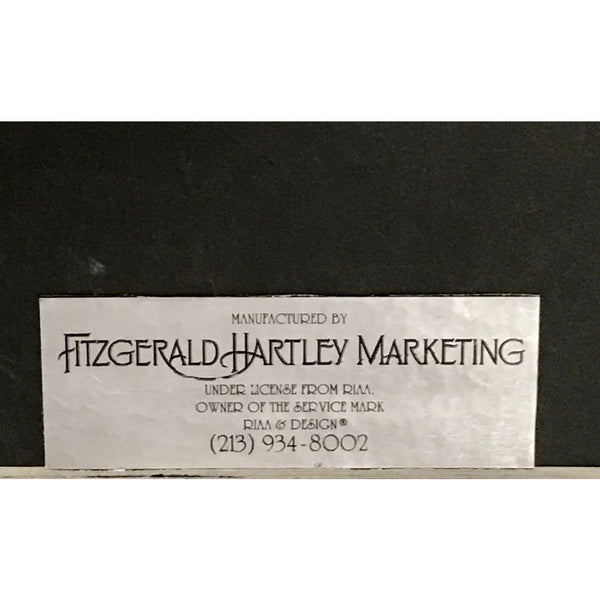 MANUFACTURED BY
FITZGERALD HARTLEY MARKETING
UNDER LICENSE FROM RIAA,
OWNER OF THE SERVICE MARK
RIAA & DESIGN®
(213) 934-8002